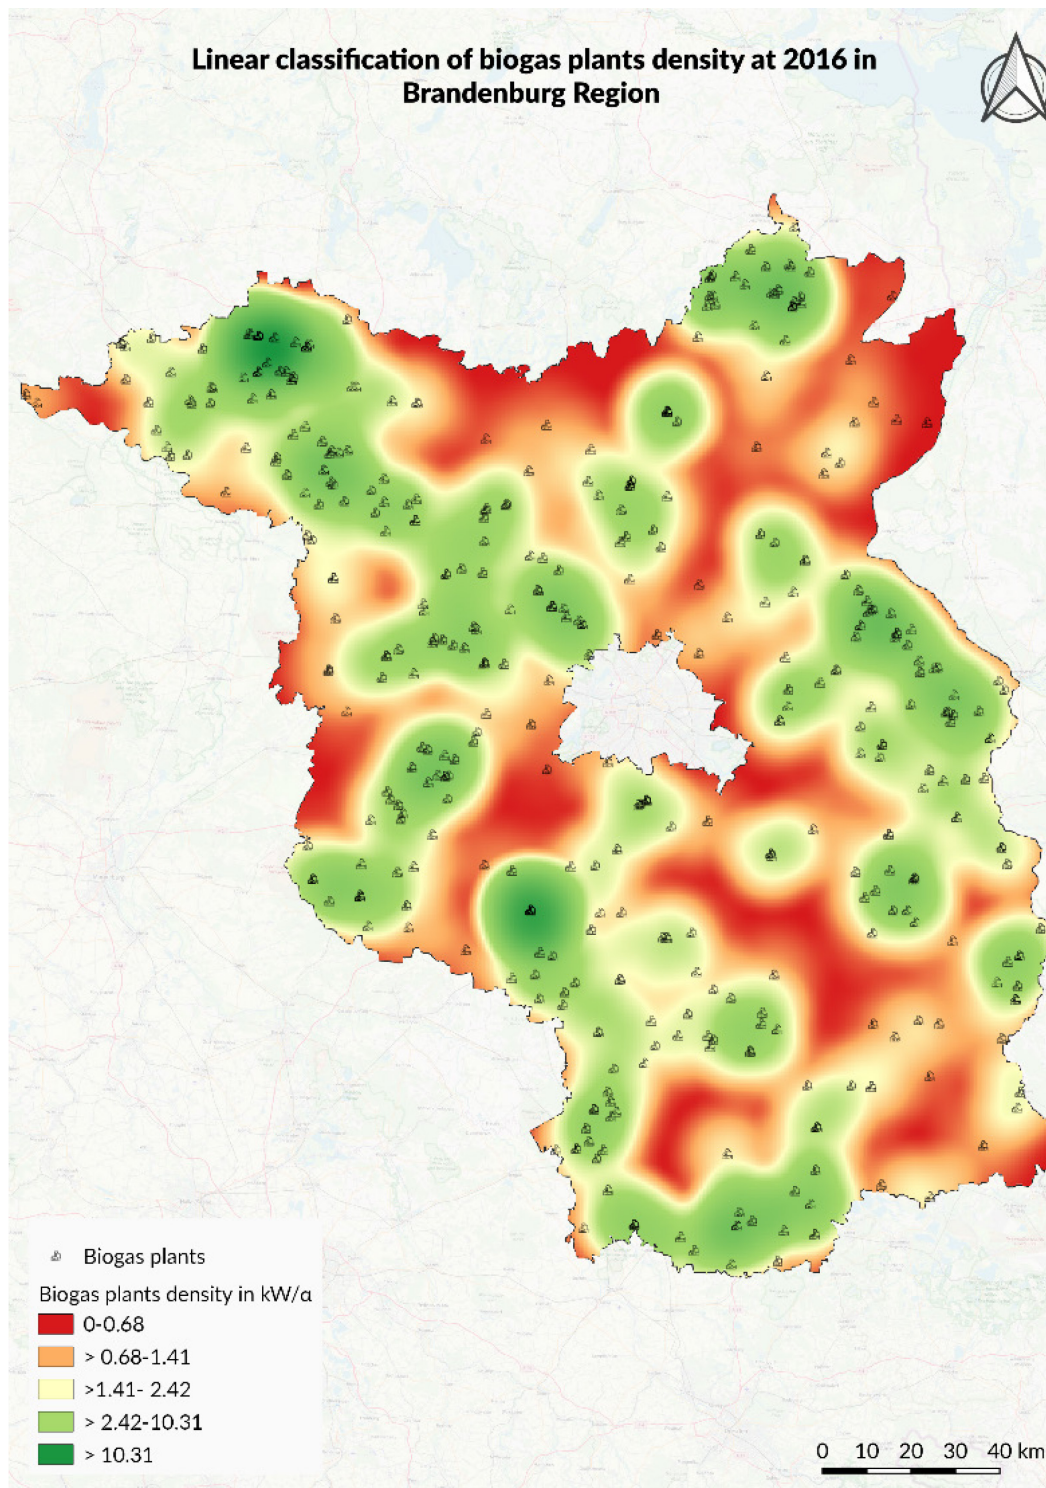 Linear classification of biogas plants density at 2016 in
Brandenburg Region
Biogas plants
Biogas plants density in kW/α
0-0.68
> 0.68-1.41
>1.41- 2.42
> 2.42-10.31
> 10.31
0 10 20 30 40 km